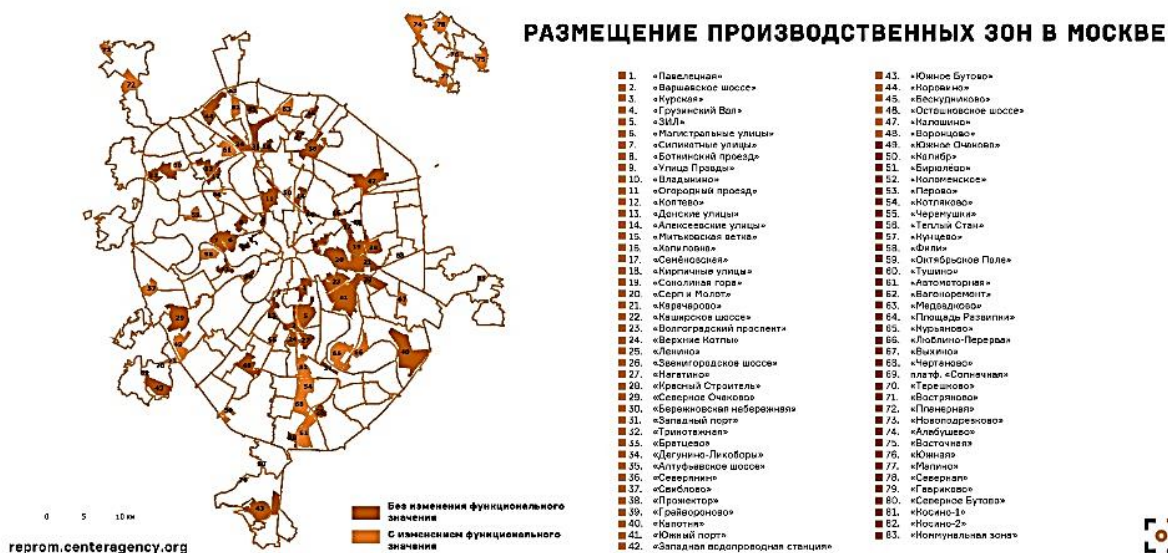 РАЗМЕЩЕНИЕ ПРОИЗВОДСТВЕННЫХ ЗОН В МОСКВЕ
1. «Павелецкая»
2. «Варшавское шоссе»
3. «Курская»
4. «Грузинский Вал»
5. «ЗИЛ»
6. «Магистральные улицы»
7. «Силикатные улицы»
8. «Боткинский проезд»
9. «Улица Правды»
10. «Владыкино»
11. «Огородный проезд»
12. «Коптево»
13. «Донские улицы»
14. «Алексеевские улицы»
15. «Митьковская ветка»
16. «Хапиловка»
17. «Семёновская»
18. «Кирпичные улицы»
19. «Соколиная гора»
20. «Серп и Молот»
21. «Карачарово»
22. «Каширское шоссе»
23. «Волгоградский проспект»
24. «Верхние Котлы»
25. «Ленино»
26. «Звенигородское шоссе»
27. «Нагатино»
28. «Красный Строитель»
29. «Северное Очаково»
30. «Бережковская набережная»
31. «Западный порт»
32. «Трикотажная»
33. «Братцево»
34. «Дегунино-Лихоборы»
35. «Алтуфьевское шоссе»
36. «Северянин»
37. «Свиблово»
38. «Прожектор»
39. «Грайвороново»
40. «Капотня»
41. «Южный порт»
42. «Западная водопроводная станция»
43. «Южное Бутово»
44. «Коровино»
45. «Бескудниково»
46. «Осташковское шоссе»
47. «Калошино»
48. «Воронцово»
49. «Южное Очаково»
50. «Калибр»
51. «Бирюлёво»
52. «Коломенское»
53. «Перово»
54. «Котляково»
55. «Черемушки»
56. «Теплый Стан»
57. «Кунцево»
58. «Фили»
59. «Октябрьское Поле»
60. «Тушино»
61. «Автомоторная»
62. «Вагоноремонт»
63. «Медведково»
64. «Площадь Развилки»
65. «Курьяново»
66. «Люблино-Перерва»
67. «Выхино»
68. «Чертаново»
69. платф. «Солнечная»
70. «Терешково»
71. «Востряково»
72. «Планерная»
73. «Новоподрезково»
74. «Алабушево»
75. «Восточная»
76. «Южная»
77. «Малино»
78. «Северная»
79. «Гавриково»
80. «Северное Бутово»
81. «Косино-1»
82. «Косино-2»
83. «Коммунальная зона»
Без изменения функционального
значения
С изменением функционального
значения
0 5 10 км
reprom.centeragency.org